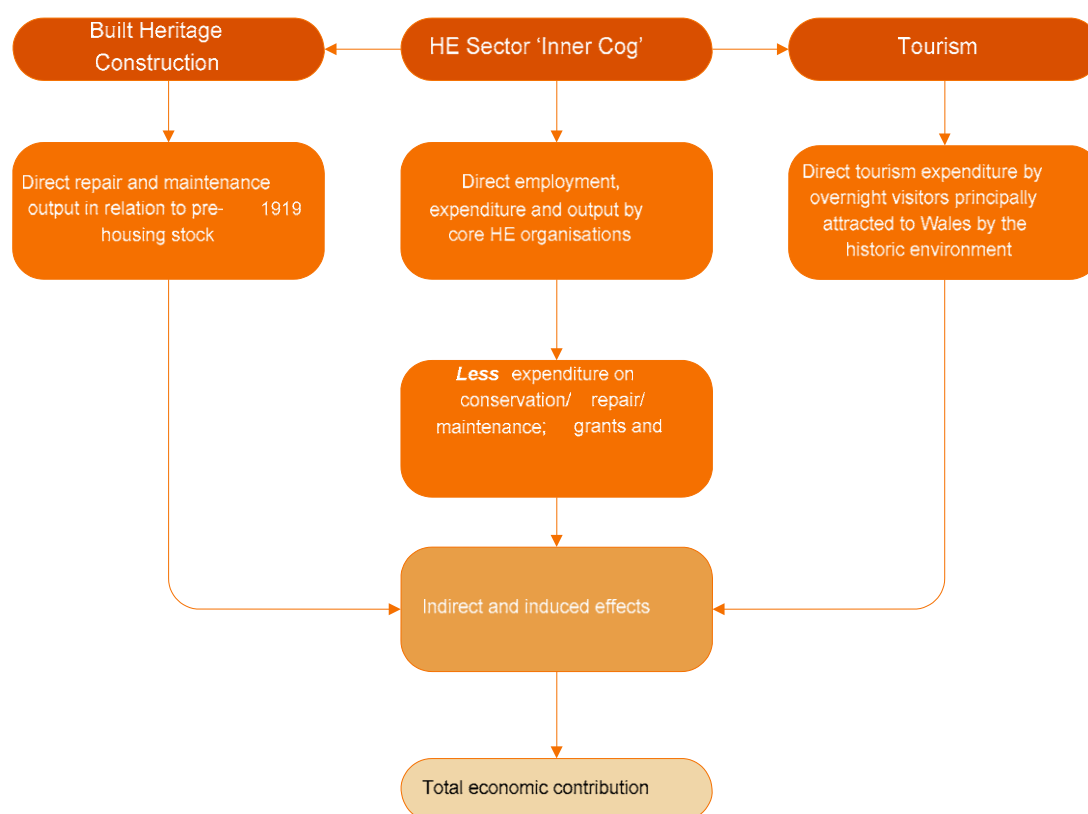 Built Heritage
Construction
HE Sector ‘Inner Cog’
Tourism
Direct repair and maintenance
output in relation to pre- 1919
housing stock
Direct employment,
expenditure and output by
core HE organisations
Direct tourism expenditure by
overnight visitors principally
attracted to Wales by the
historic environment
Less expenditure on
conservation/ repair/
maintenance; grants and
Indirect and induced effects
Total economic contribution